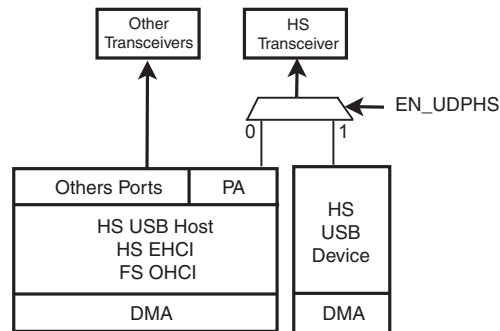 Other
Transceivers
HS
Transceiver
EN_UDPHS
0
1
Others Ports
PA
HS USB Host
HS EHCI
FS OHCI
DMA
HS
USB
Device
DMA